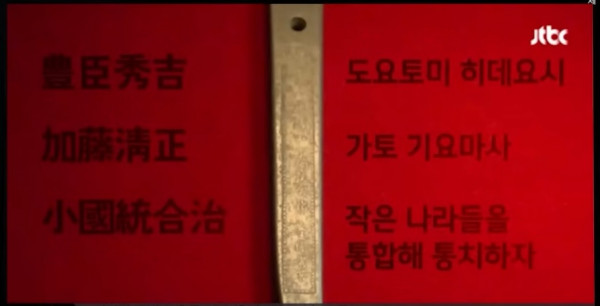 jtbc
豊臣秀吉
加藤淸正
小國統合治
도요토미 히데요시
가토 기요마사
작은 나라들을
통합해 통치하자